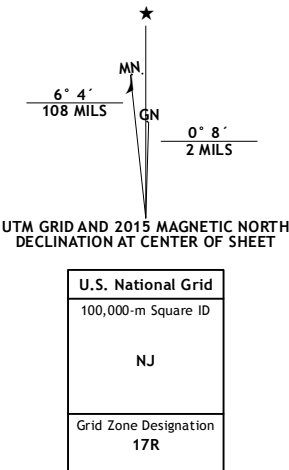 ★
MN.
6° 4´
108 MILS
GN
0° 8´
2 MILS
UTM GRID AND 2015 MAGNETIC NORTH
DECLINATION AT CENTER OF SHEET
U.S. National Grid
100,000-m Square ID
NJ
Grid Zone Designation
17R